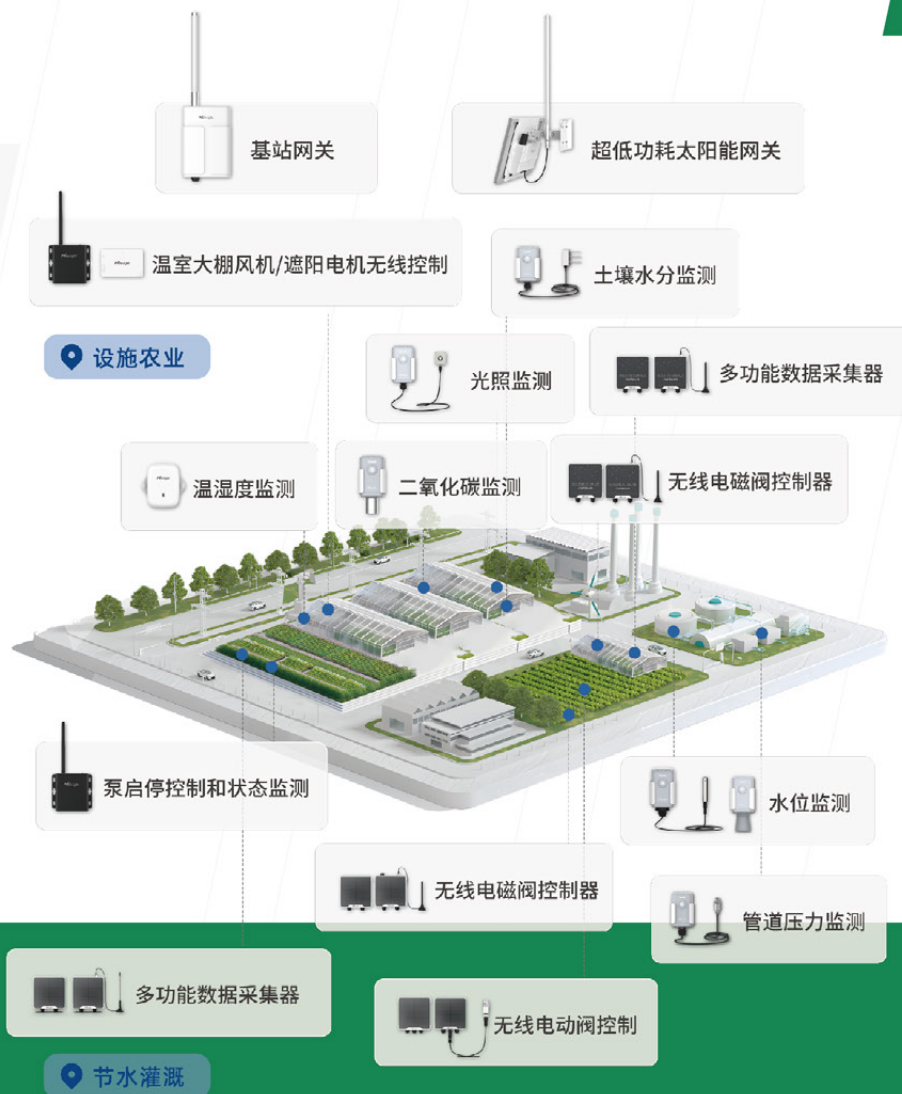 基站网关
超低功耗太阳能网关
温室大棚风机/遮阳电机无线控制
土壤水分监测
设施农业
光照监测
多功能数据采集器
温湿度监测
二氧化碳监测
无线电磁阀控制器
泵启停控制和状态监测
水位监测
无线电磁阀控制器
管道压力监测
多功能数据采集器
无线电动阀控制
节水灌溉